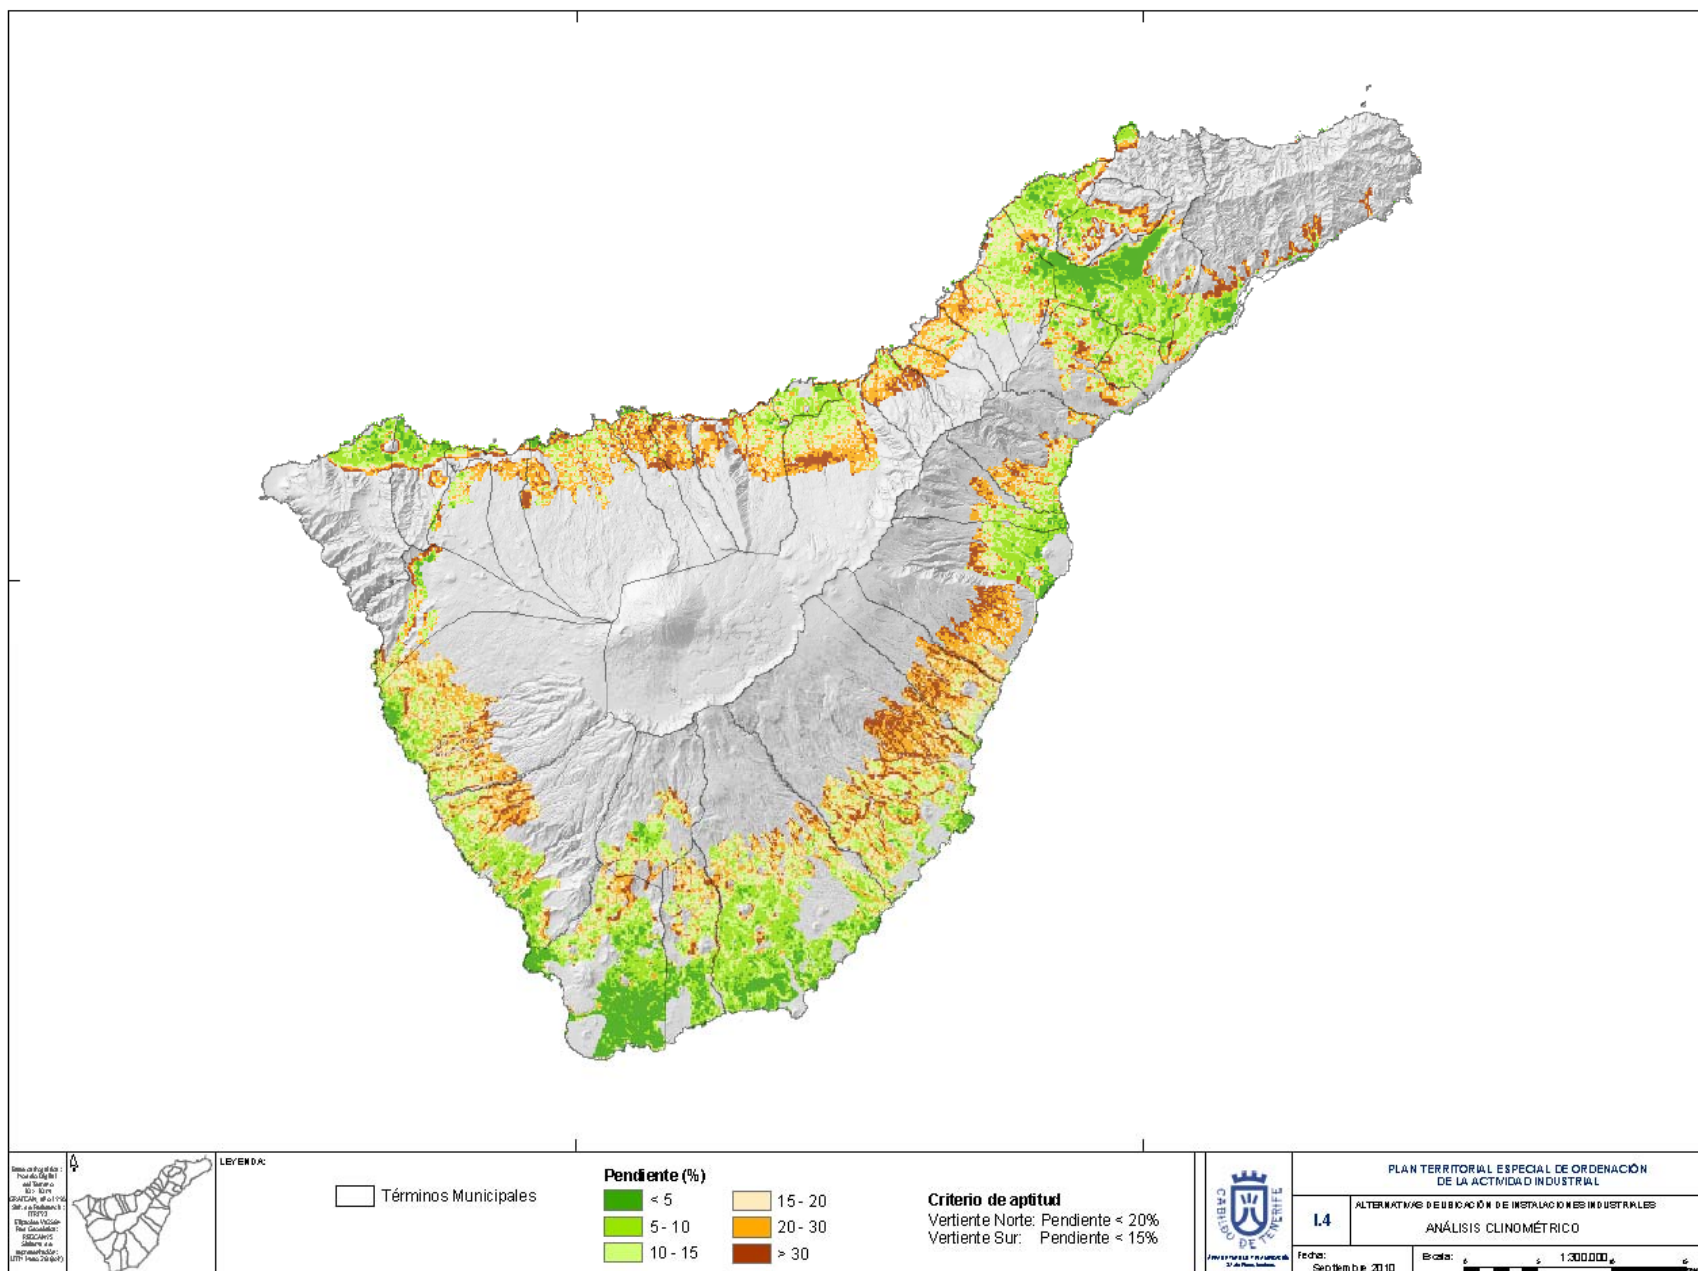 LEYENDA:
Términos Municipales
Pendiente (%)
< 5
5 - 10
10 - 15
15 - 20
20 - 30
> 30
Criterio de aptitud
Vertiente Norte: Pendiente < 20%
Vertiente Sur: Pendiente < 15%
CABILDO DE TENERIFE
PLAN TERRITORIAL ESPECIAL DE ORDENACIÓN
DE LA ACTIVIDAD INDUSTRIAL
I.4
ALTERNATIVAS DE UBICACIÓN DE INSTALACIONES INDUSTRIALES
ANÁLISIS CLINOMÉTRICO
Fecha:
Septiembre 2010
Escala:
1:300.000